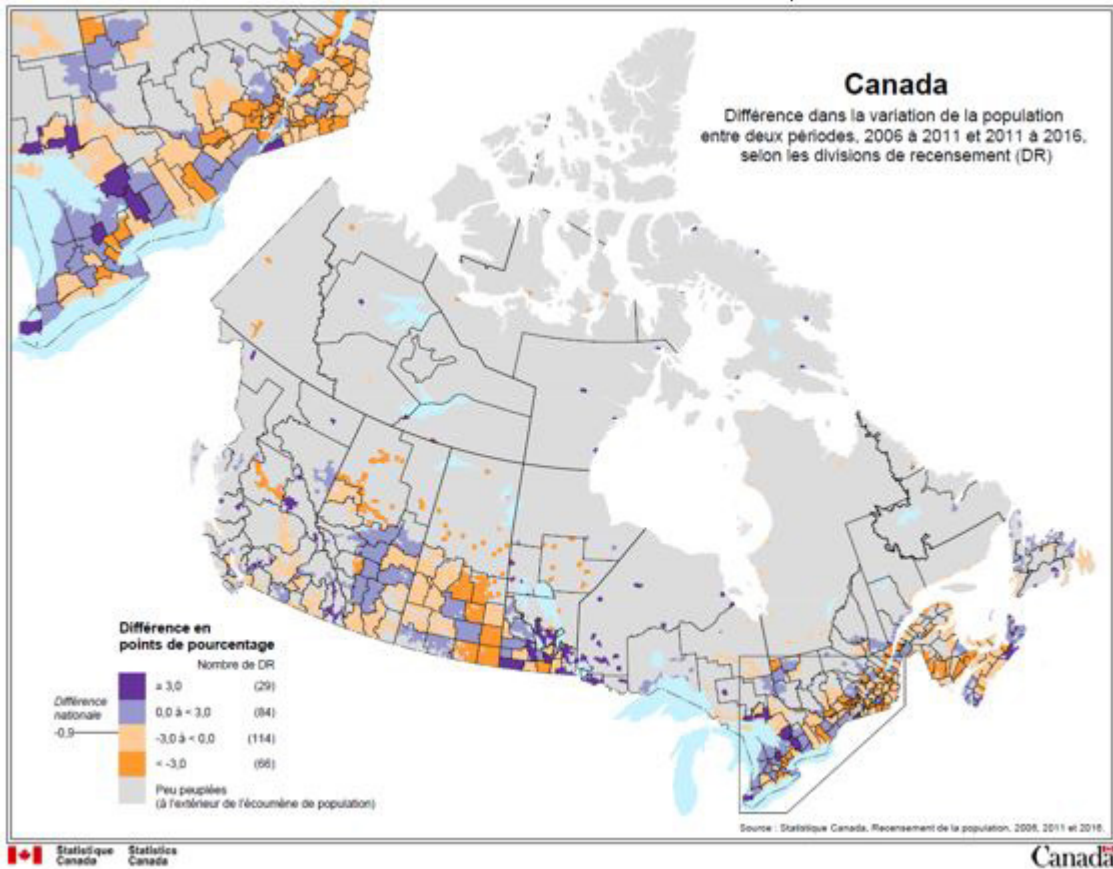 Canada
Différence dans la variation de la population
entre deux périodes, 2006 à 2011 et 2011 à 2016,
selon les divisions de recensement (DR)
Différence en
points de pourcentage
Nombre de DR
≥ 3,0 (29)
0,0 à < 3,0 (84)
-3,0 à < 0,0 (114)
< -3,0 (66)
Différence
nationale
-0,9
Peu peuplées
(à l'extérieur de l'écoumène de population)
Source : Statistique Canada, Recensement de la population, 2006, 2011 et 2016.
Statistique Statistics
Canada Canada
Canada